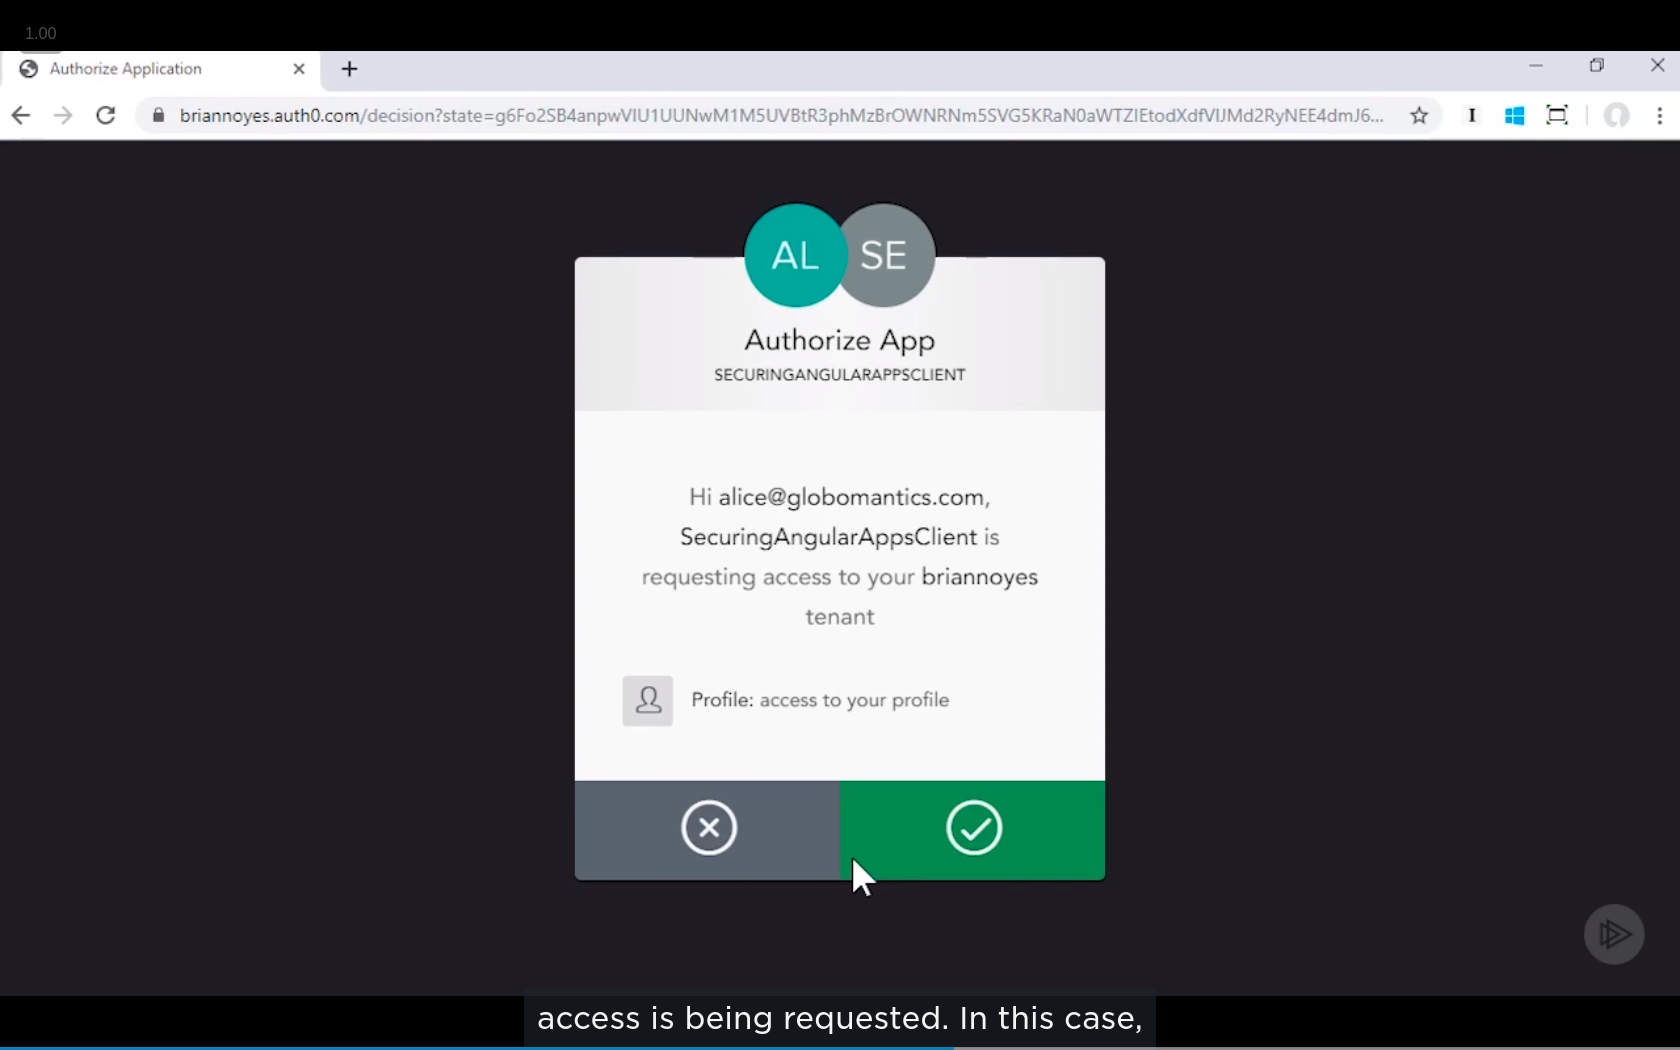 1.00
Authorize Application
briannoyes.auth0.com/decision?state=g6Fo2SB4anpwVlU1UUNwM1M5UVBtR3phMzBrOWNRNm5SVG5KRaN0aWTZIEtodXdfVlJMd2RyNEE4dmJ6...
AL SE
Authorize App
SECURINGANGULARAPPSCLIENT
Hi alice@globomantics.com,
SecuringAngularAppsClient is
requesting access to your briannoyes
tenant
Profile: access to your profile
access is being requested. In this case,